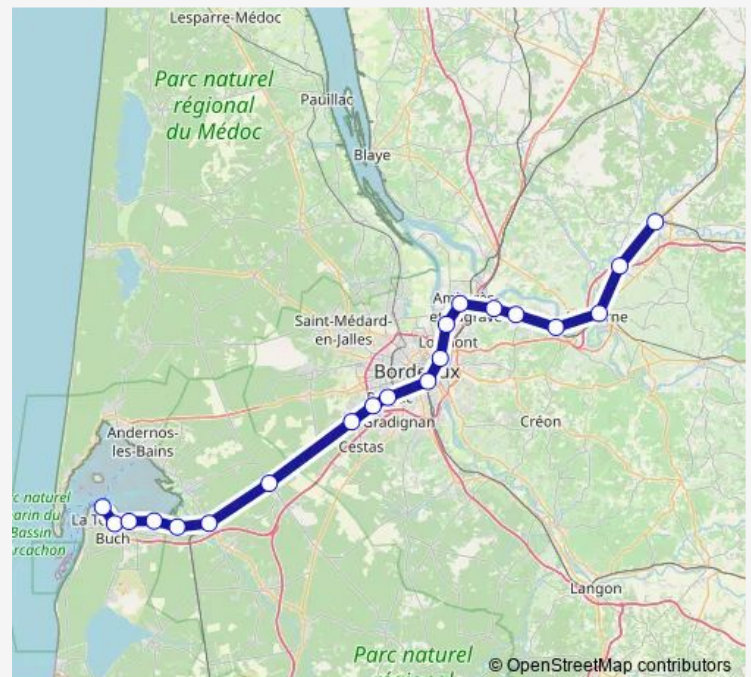 Lesparre-Médoc
Parc naturel
régional
du Médoc
Pauillac
Blaye
Saint-Médard-
en-Jalles
Bordeaux
Gradignan
Cestas
Créon
Andernos-
les-Bains
Buch
Langon
Parc naturel
régional
© OpenStreetMap contributors